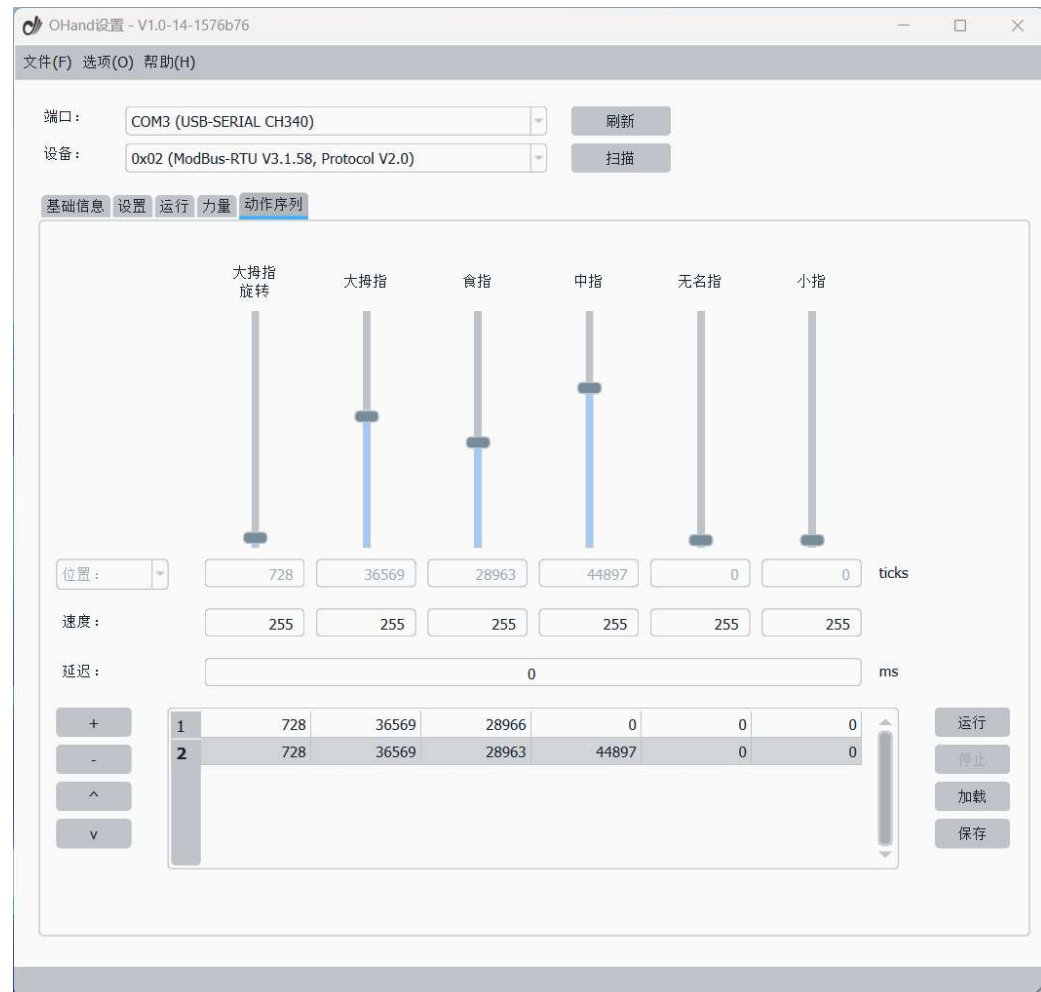 OHand设置 - V1.0-14-1576b76
文件(F) 选项(O) 帮助(H)
端口： COM3 (USB-SERIAL CH340) 刷新
设备： 0x02 (ModBus-RTU V3.1.58, Protocol V2.0) 扫描
基础信息 设置 运行 力量 动作序列
大拇指
旋转
大拇指 食指 中指 无名指 小指
位置： 728 36569 28963 44897 0 0 ticks
速度： 255 255 255 255 255 255
延迟： 0 ms
+ 1 728 36569 28966 0 0 0 运行
- 2 728 36569 28963 44897 0 0 停止
^ 加载
v 保存